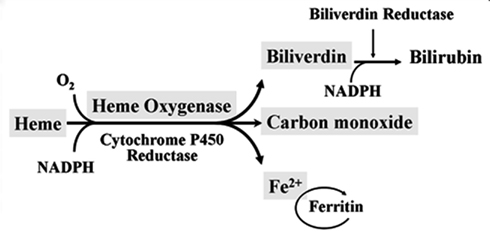 Biliverdin Reductase
Biliverdin
Bilirubin
NADPH
O2
Heme Oxygenase
Heme
Carbon monoxide
Cytochrome P450
Reductase
NADPH
Fe2+
Ferritin